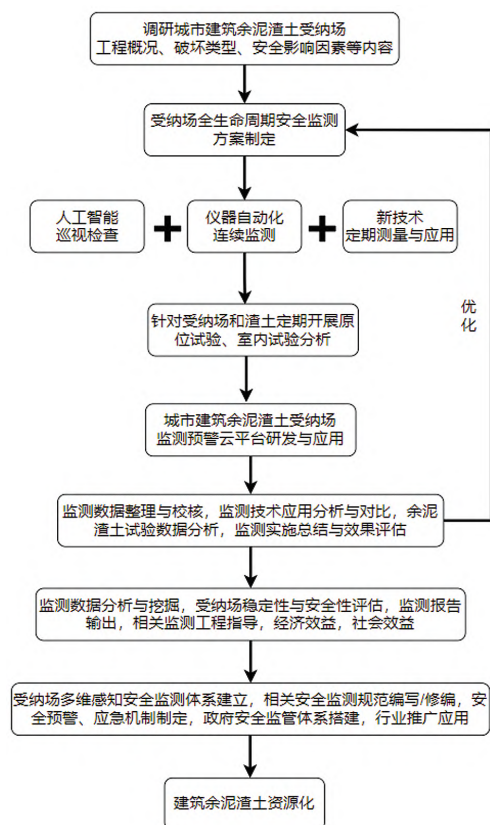 调研城市建筑余泥渣土受纳场
工程概况、破坏类型、安全影响因素等内容
受纳场全生命周期安全监测
方案制定
人工智能
巡视检查
仪器自动化
连续监测
新技术
定期测量与应用
优
化
针对受纳场和渣土定期开展原
位试验、室内试验分析
城市建筑余泥渣土受纳场
监测预警云平台研发与应用
监测数据整理与校核，监测技术应用分析与对比，余泥
渣土试验数据分析，监测实施总结与效果评估
监测数据分析与挖掘，受纳场稳定性与安全性评估，监测报告
输出，相关监测工程指导，经济效益，社会效益
受纳场多维感知安全监测体系建立，相关安全监测规范编写/修编，安
全预警、应急机制制定，政府安全监管体系搭建，行业推广应用
建筑余泥渣土资源化